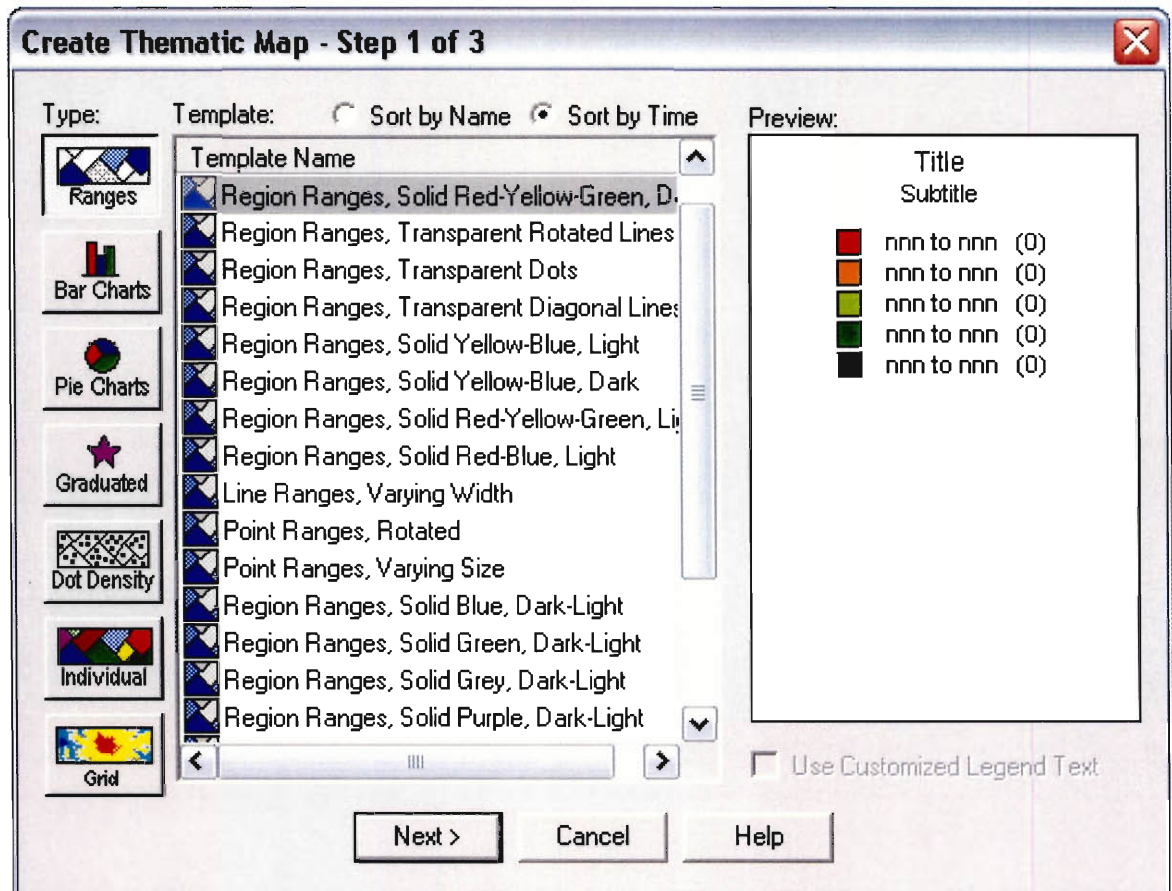 Create Thematic Map - Step 1 of 3
Type:
Template:
Sort by Name
Sort by Time
Preview:
Ranges
Bar Charts
Pie Charts
Graduated
Dot Density
Individual
Grid
Template Name
Region Ranges, Solid Red-Yellow-Green, D
Region Ranges, Transparent Rotated Lines
Region Ranges, Transparent Dots
Region Ranges, Transparent Diagonal Lines
Region Ranges, Solid Yellow-Blue, Light
Region Ranges, Solid Yellow-Blue, Dark
Region Ranges, Solid Red-Yellow-Green, Li
Region Ranges, Solid Red-Blue, Light
Line Ranges, Varying Width
Point Ranges, Rotated
Point Ranges, Varying Size
Region Ranges, Solid Blue, Dark-Light
Region Ranges, Solid Green, Dark-Light
Region Ranges, Solid Grey, Dark-Light
Region Ranges, Solid Purple, Dark-Light
Title
Subtitle
nnn to nnn (0)
nnn to nnn (0)
nnn to nnn (0)
nnn to nnn (0)
nnn to nnn (0)
Use Customized Legend Text
Next >
Cancel
Help